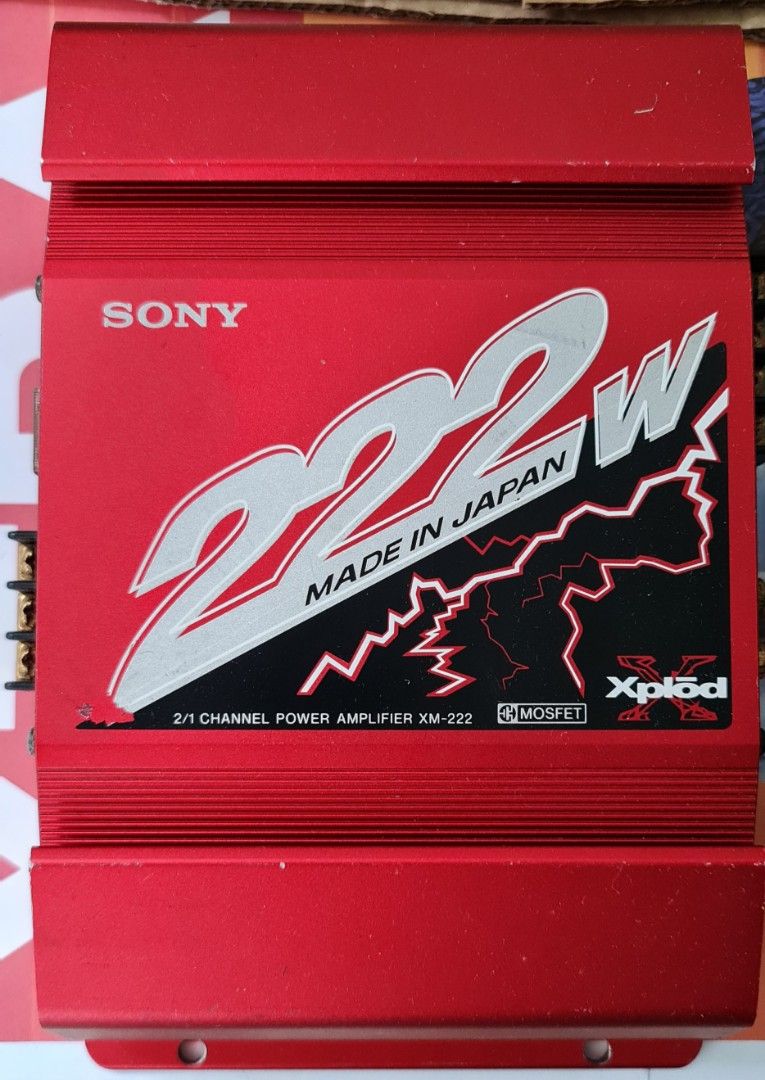 SONY
222W
MADE IN JAPAN
Xplōd
2/1 CHANNEL POWER AMPLIFIER XM-222 MOSFET